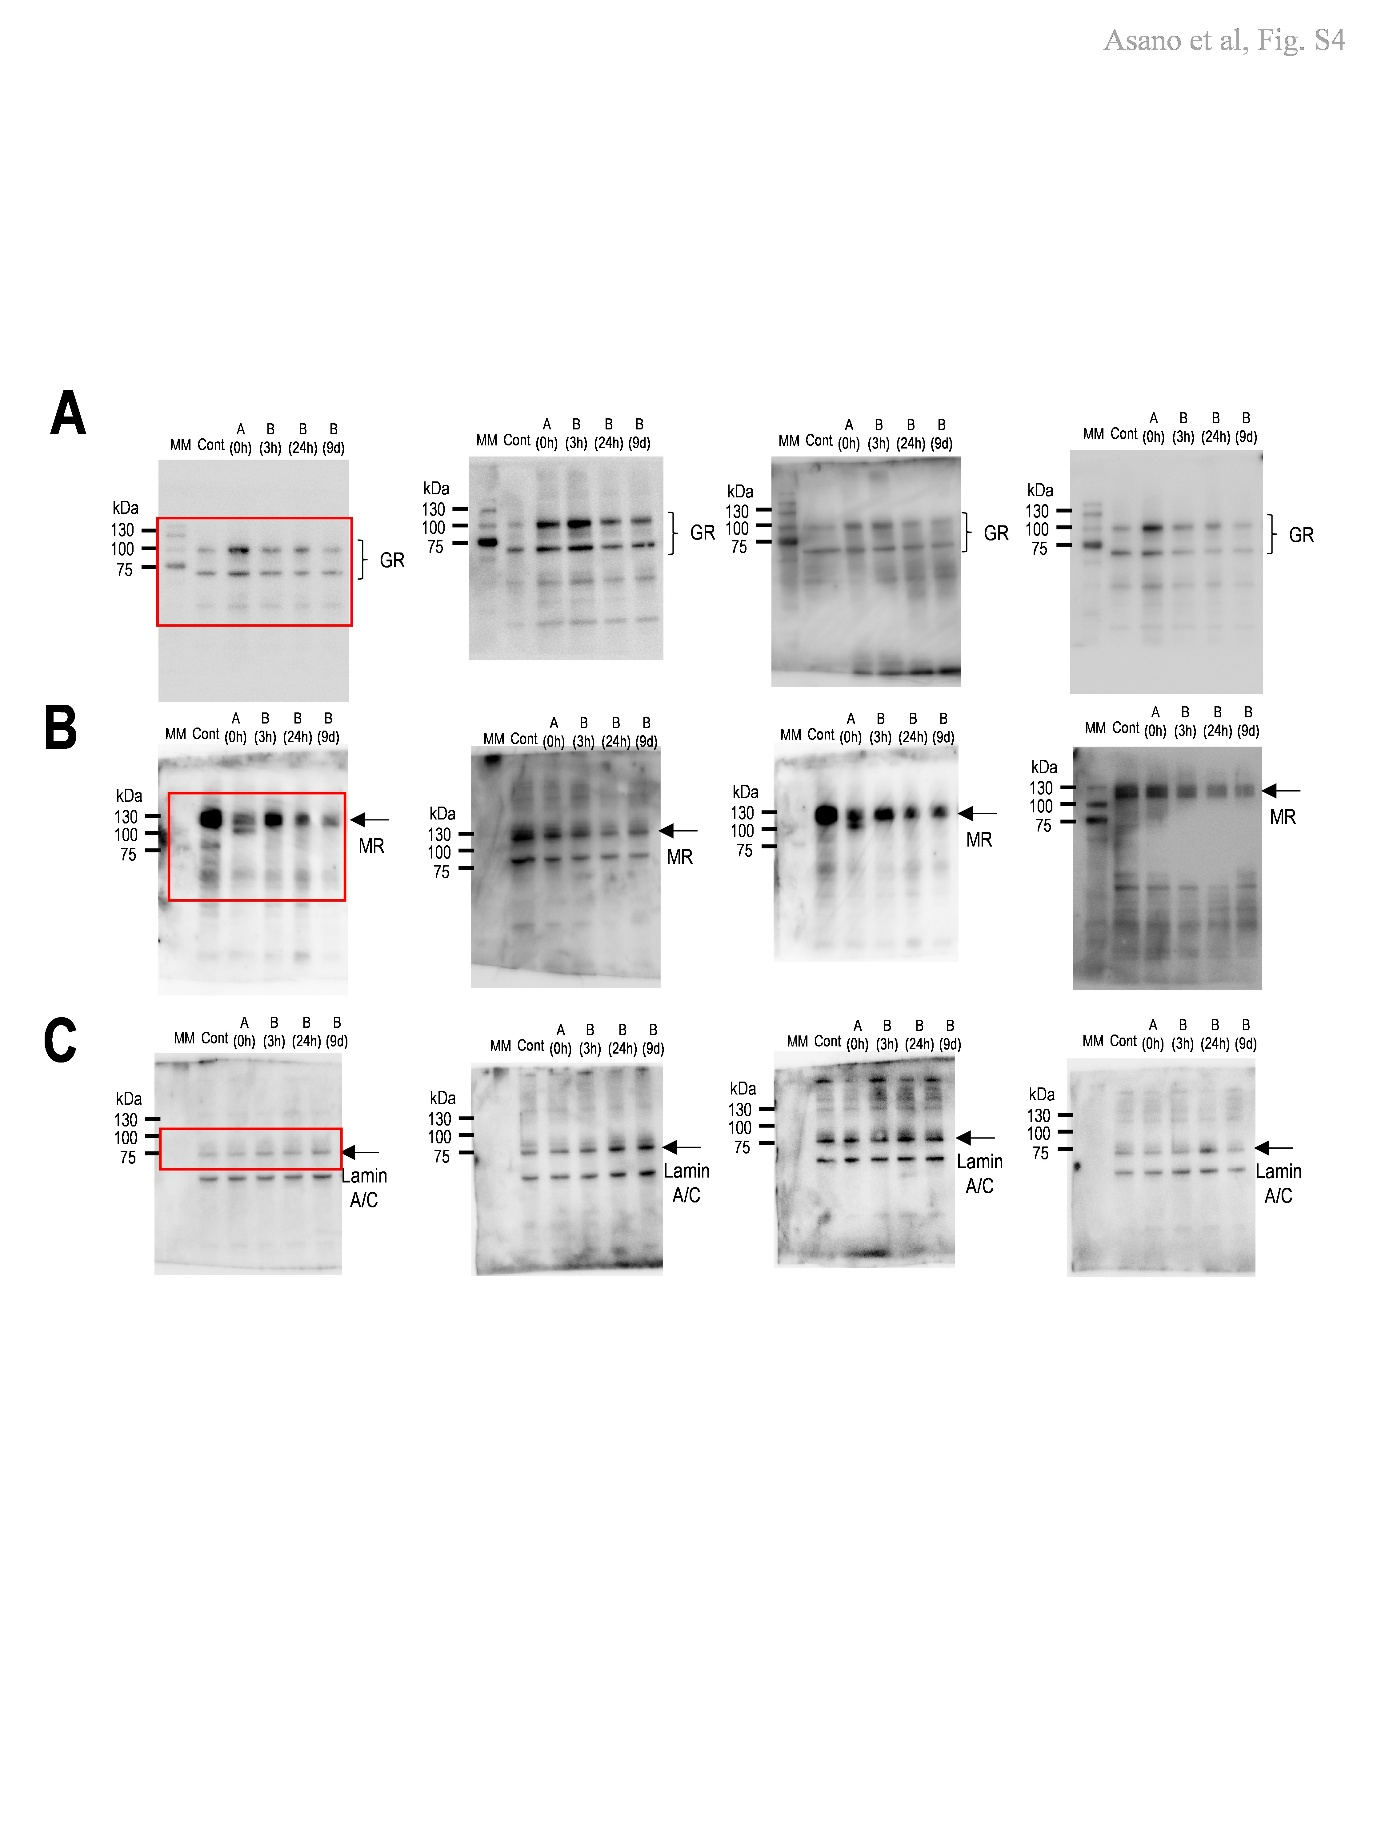 Asano et al, Fig. S4
A
A B B B
MM Cont (0h) (3h) (24h) (9d)
kDa
130
100
75
GR
A B B B
MM Cont (0h) (3h) (24h) (9d)
kDa
130
100
75
GR
A B B B
MM Cont (0h) (3h) (24h) (9d)
kDa
130
100
75
GR
A B B B
MM Cont (0h) (3h) (24h) (9d)
kDa
130
100
75
GR
B
A B B B
MM Cont (0h) (3h) (24h) (9d)
kDa
130
100
75
MR
A B B B
MM Cont (0h) (3h) (24h) (9d)
kDa
130
100
75
MR
A B B B
MM Cont (0h) (3h) (24h) (9d)
kDa
130
100
75
MR
A B B B
MM Cont (0h) (3h) (24h) (9d)
kDa
130
100
75
MR
C
A B B B
MM Cont (0h) (3h) (24h) (9d)
kDa
130
100
75
Lamin
A/C
A B B B
MM Cont (0h) (3h) (24h) (9d)
kDa
130
100
75
Lamin
A/C
A B B B
MM Cont (0h) (3h) (24h) (9d)
kDa
130
100
75
Lamin
A/C
A B B B
MM Cont (0h) (3h) (24h) (9d)
kDa
130
100
75
Lamin
A/C